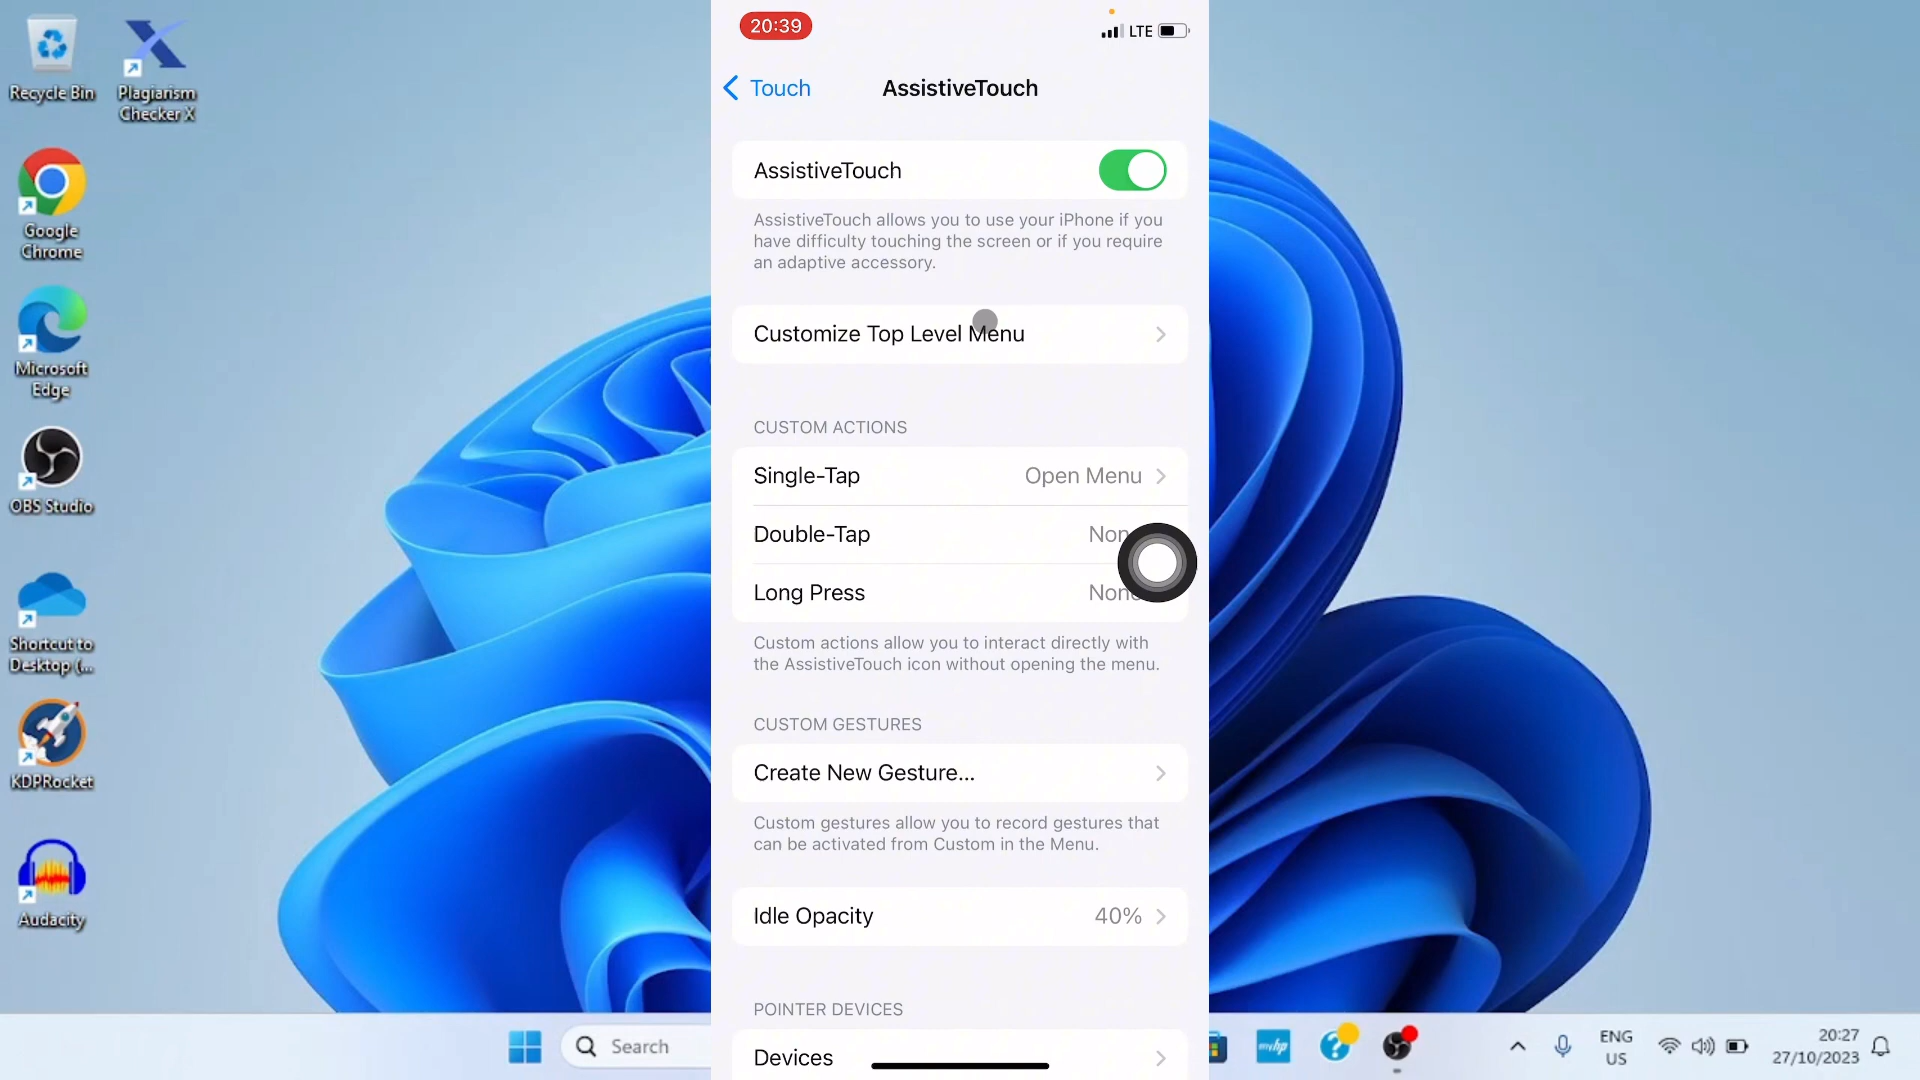 Recycle Bin
Plagiarism
Checker X
Google
Chrome
Microsoft
Edge
OBS Studio
Shortcut to
Desktop (...
KDPRocket
Audacity
20:39
LTE
Touch
AssistiveTouch
AssistiveTouch
AssistiveTouch allows you to use your iPhone if you
have difficulty touching the screen or if you require
an adaptive accessory.
Customize Top Level Menu
CUSTOM ACTIONS
Single-Tap Open Menu
Double-Tap
Long Press
Custom actions allow you to interact directly with
the AssistiveTouch icon without opening the menu.
CUSTOM GESTURES
Create New Gesture...
Custom gestures allow you to record gestures that
can be activated from Custom in the Menu.
Idle Opacity 40%
POINTER DEVICES
Devices
Search
myhp
ENG
US
20:27
27/10/2023